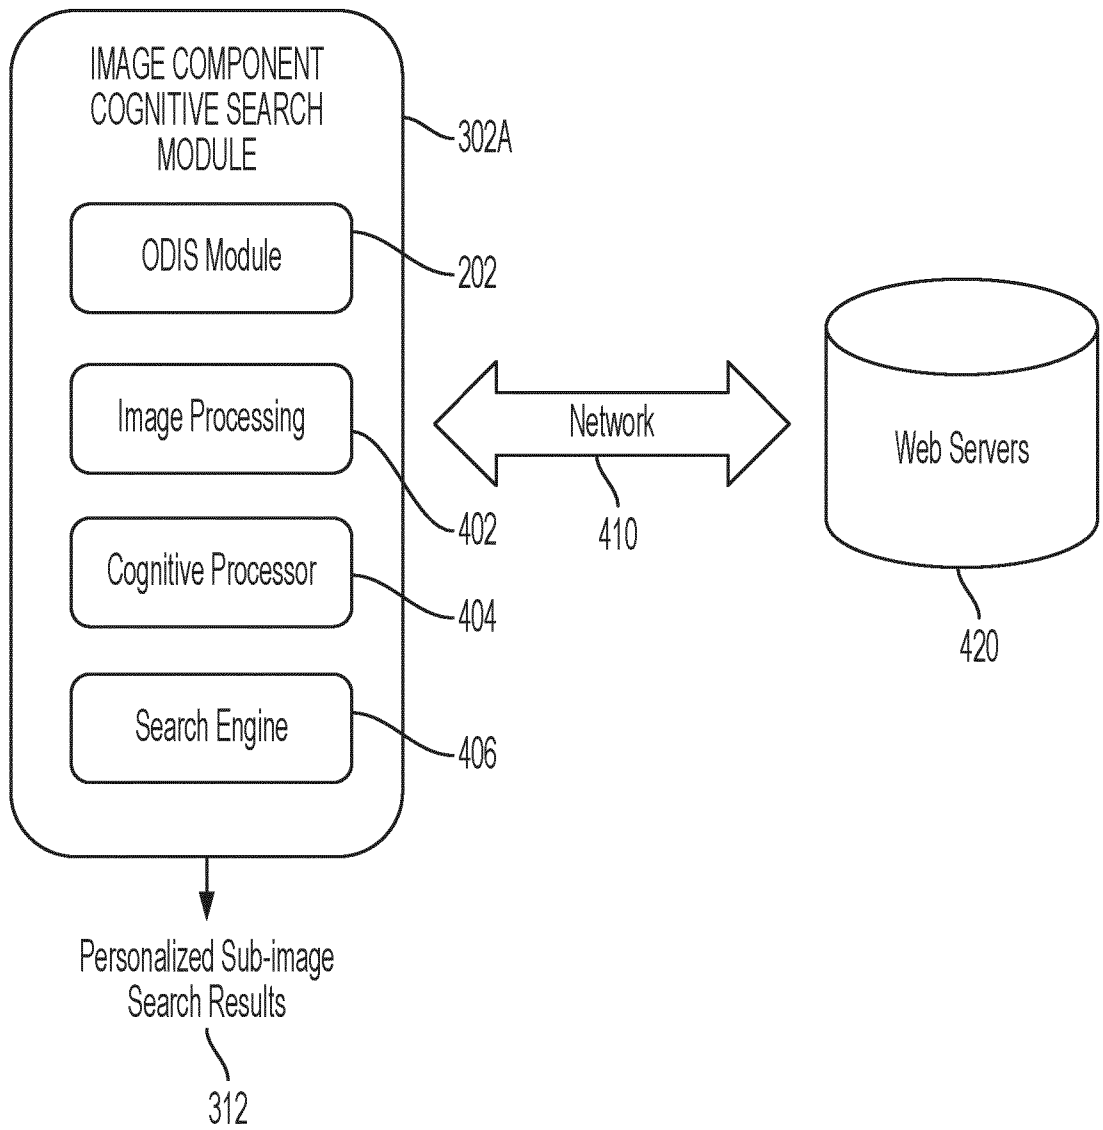 IMAGE COMPONENT
COGNITIVE SEARCH
MODULE
302A
ODIS Module
202
Image Processing
402
Cognitive Processor
404
Search Engine
406
Network
410
Web Servers
420
Personalized Sub-image
Search Results
312